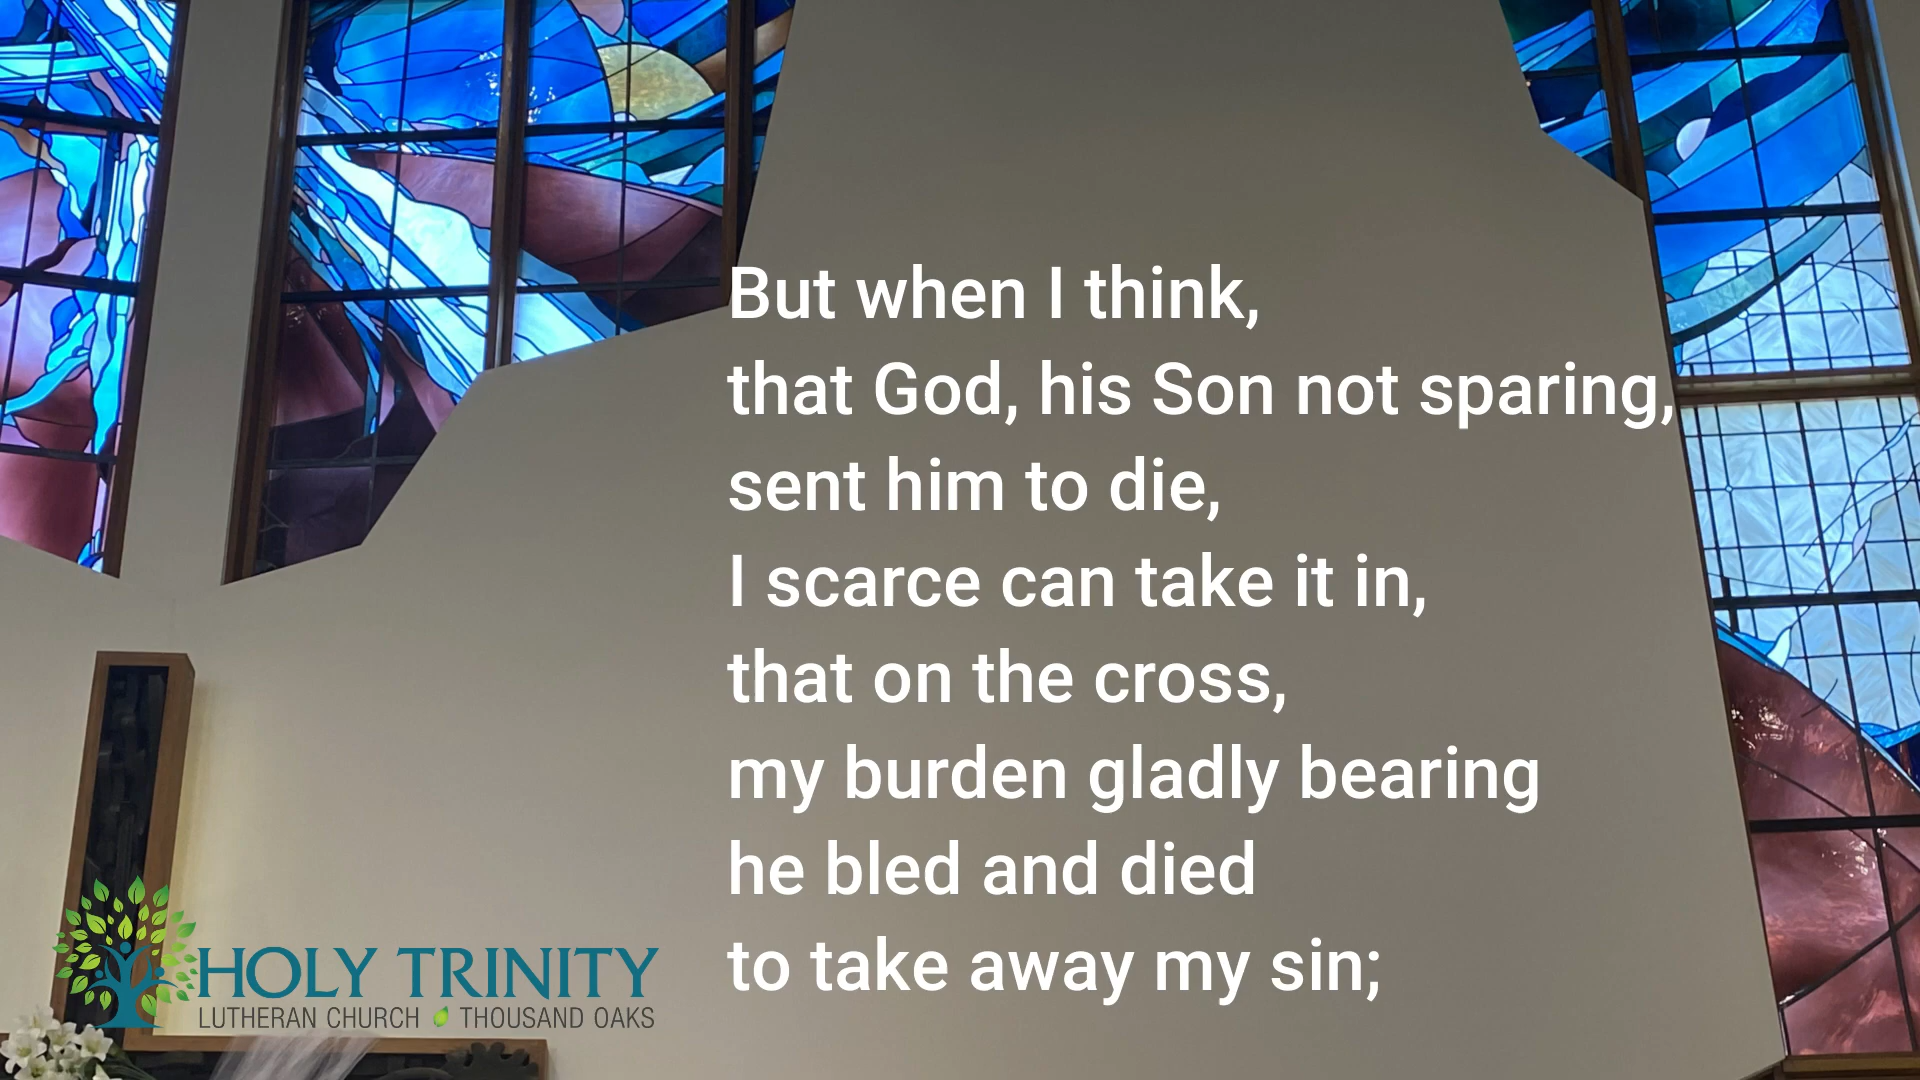 But when I think,
that God, his Son not sparing,
sent him to die,
I scarce can take it in,
that on the cross,
my burden gladly bearing
he bled and died
to take away my sin;
HOLY TRINITY
LUTHERAN CHURCH THOUSAND OAKS